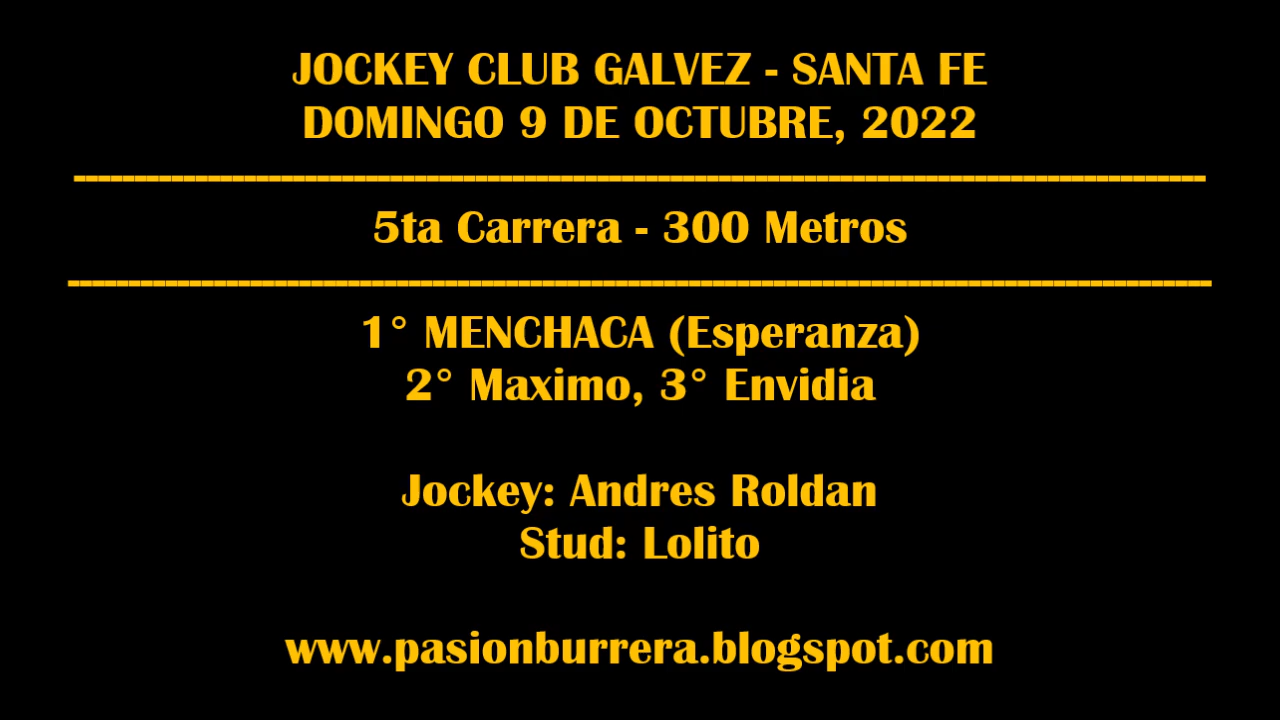 JOCKEY CLUB GALVEZ - SANTA FE
DOMINGO 9 DE OCTUBRE, 2022
5ta Carrera - 300 Metros
1° MENCHACA (Esperanza)
2° Maximo, 3° Envidia
Jockey: Andres Roldan
Stud: Lolito
www.pasionburrera.blogspot.com